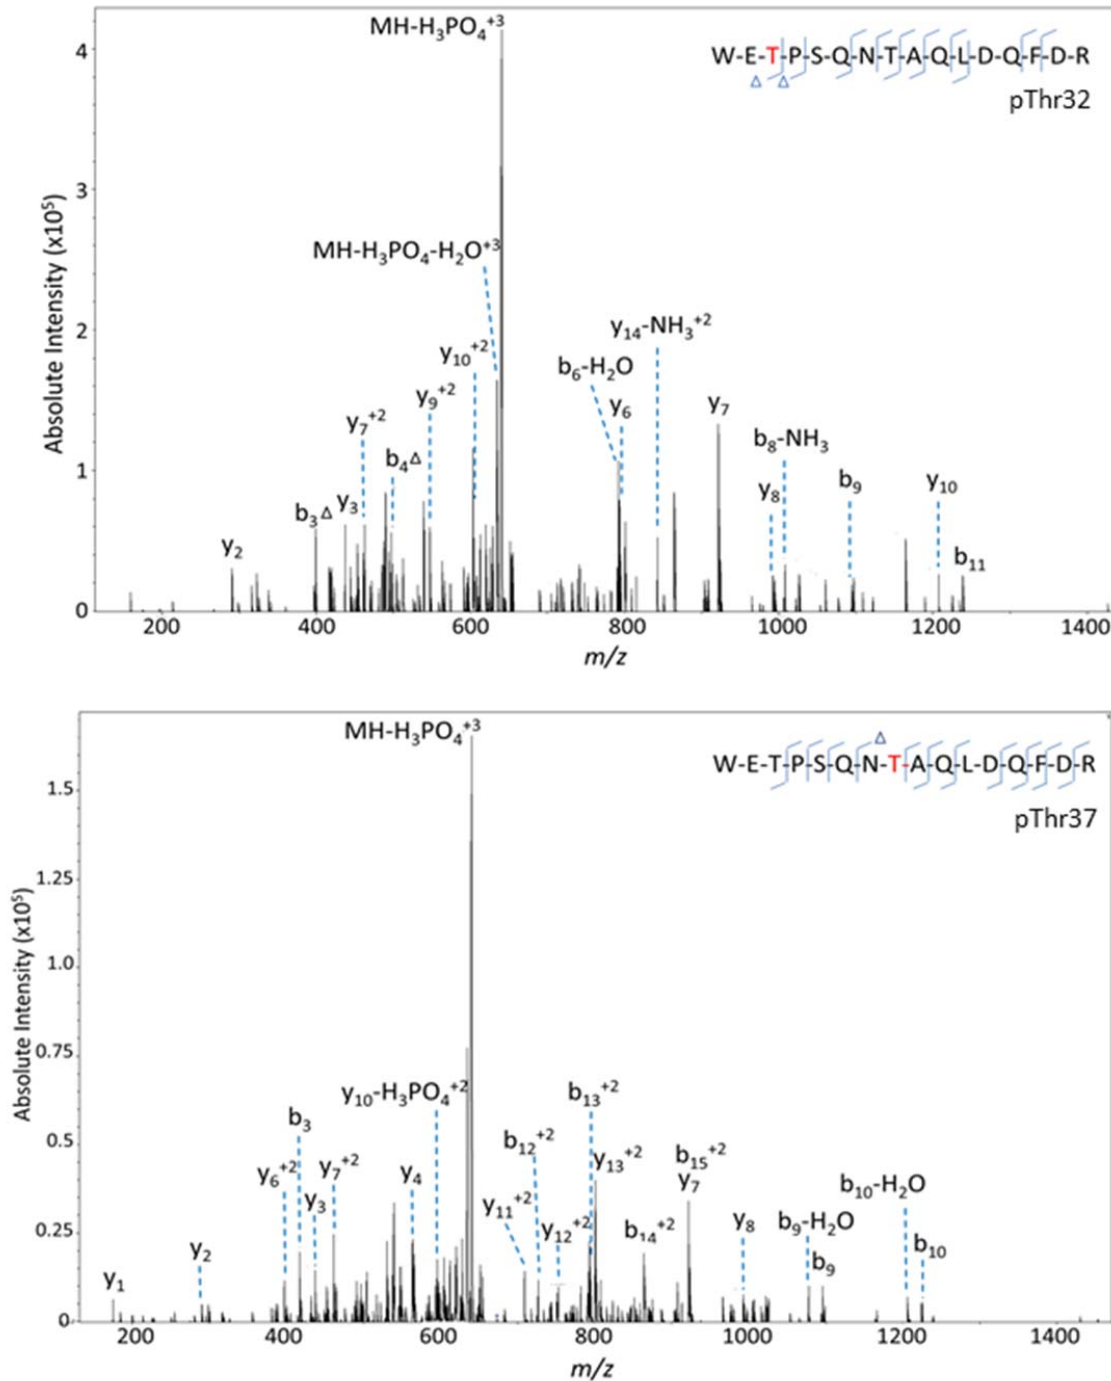 MH-H₃PO₄⁺³
W-E-T-P-S-Q-N-T-A-Q-L-D-Q-F-D-R
Δ Δ
pThr32
MH-H₃PO₄-H₂O⁺³
y₁₄-NH₃⁺²
y₁₀⁺²
b₆-H₂O
y₉⁺²
y₆
y₇
y₇⁺²
b₄Δ
b₈-NH₃
b₃Δ
y₃
y₈
b₉
y₁₀
y₂
b₁₁
Absolute Intensity (x10⁵)
4
3
2
1
0
200 400 600 800 1000 1200 1400
m/z
MH-H₃PO₄⁺³
Δ
W-E-T-P-S-Q-N-T-A-Q-L-D-Q-F-D-R
pThr37
y₁₀-H₃PO₄⁺²
b₁₃⁺²
b₃
b₁₂⁺²
y₁₃⁺²
b₁₅⁺²
y₆⁺²
y₇⁺²
y₄
y₇
b₁₀-H₂O
y₃
y₁₁⁺²
y₁₂⁺²
b₁₄⁺²
y₈
b₉-H₂O
y₂
b₉
b₁₀
y₁
Absolute Intensity (x10⁵)
1.5
1.25
1.0
0.75
0.5
0.25
0
200 400 600 800 1000 1200 1400
m/z